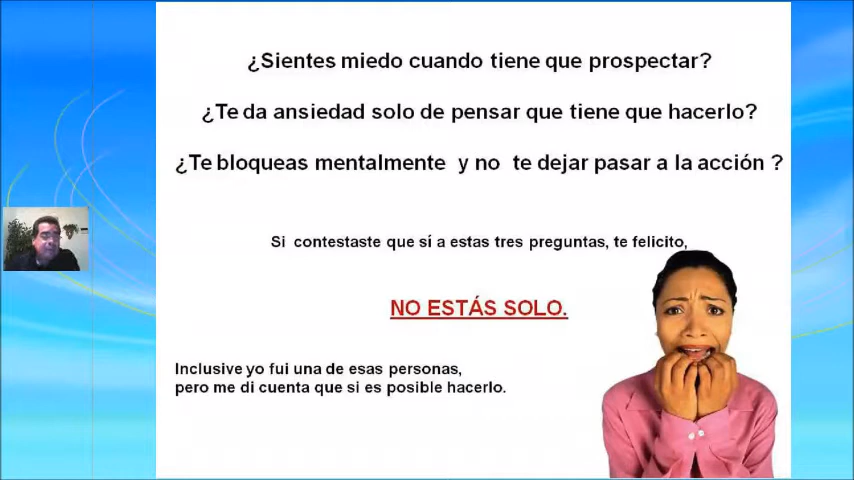 ¿Sientes miedo cuando tiene que prospectar?
¿Te da ansiedad solo de pensar que tiene que hacerlo?
¿Te bloqueas mentalmente y no te dejar pasar a la acción ?
Si contestaste que sí a estas tres preguntas, te felicito,
NO ESTÁS SOLO.
Inclusive yo fui una de esas personas,
pero me di cuenta que si es posible hacerlo.